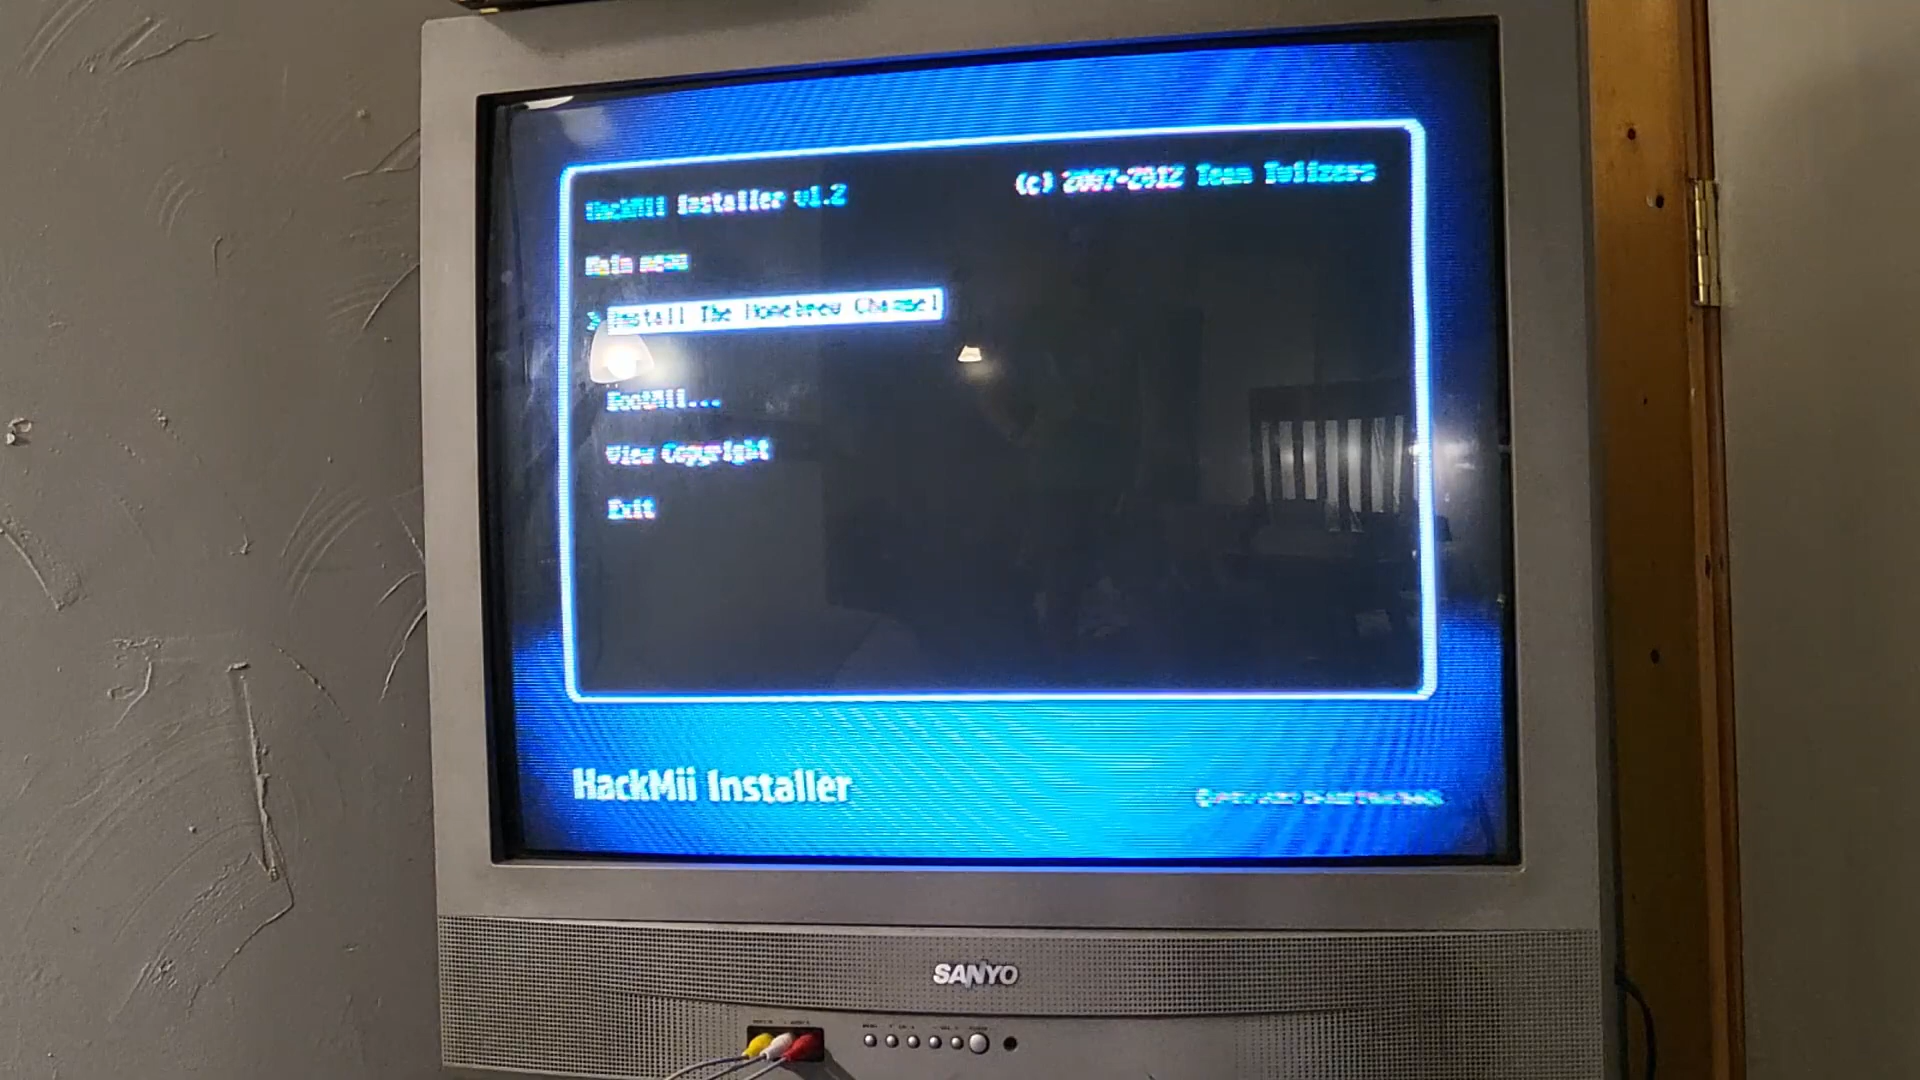 HackMii Installer v1.2
(c) 2007-2012 Team Twiizers
Main menu
> Install The Homebrew Channel
BootMii...
View Copyright
Exit
HackMii Installer
SANYO